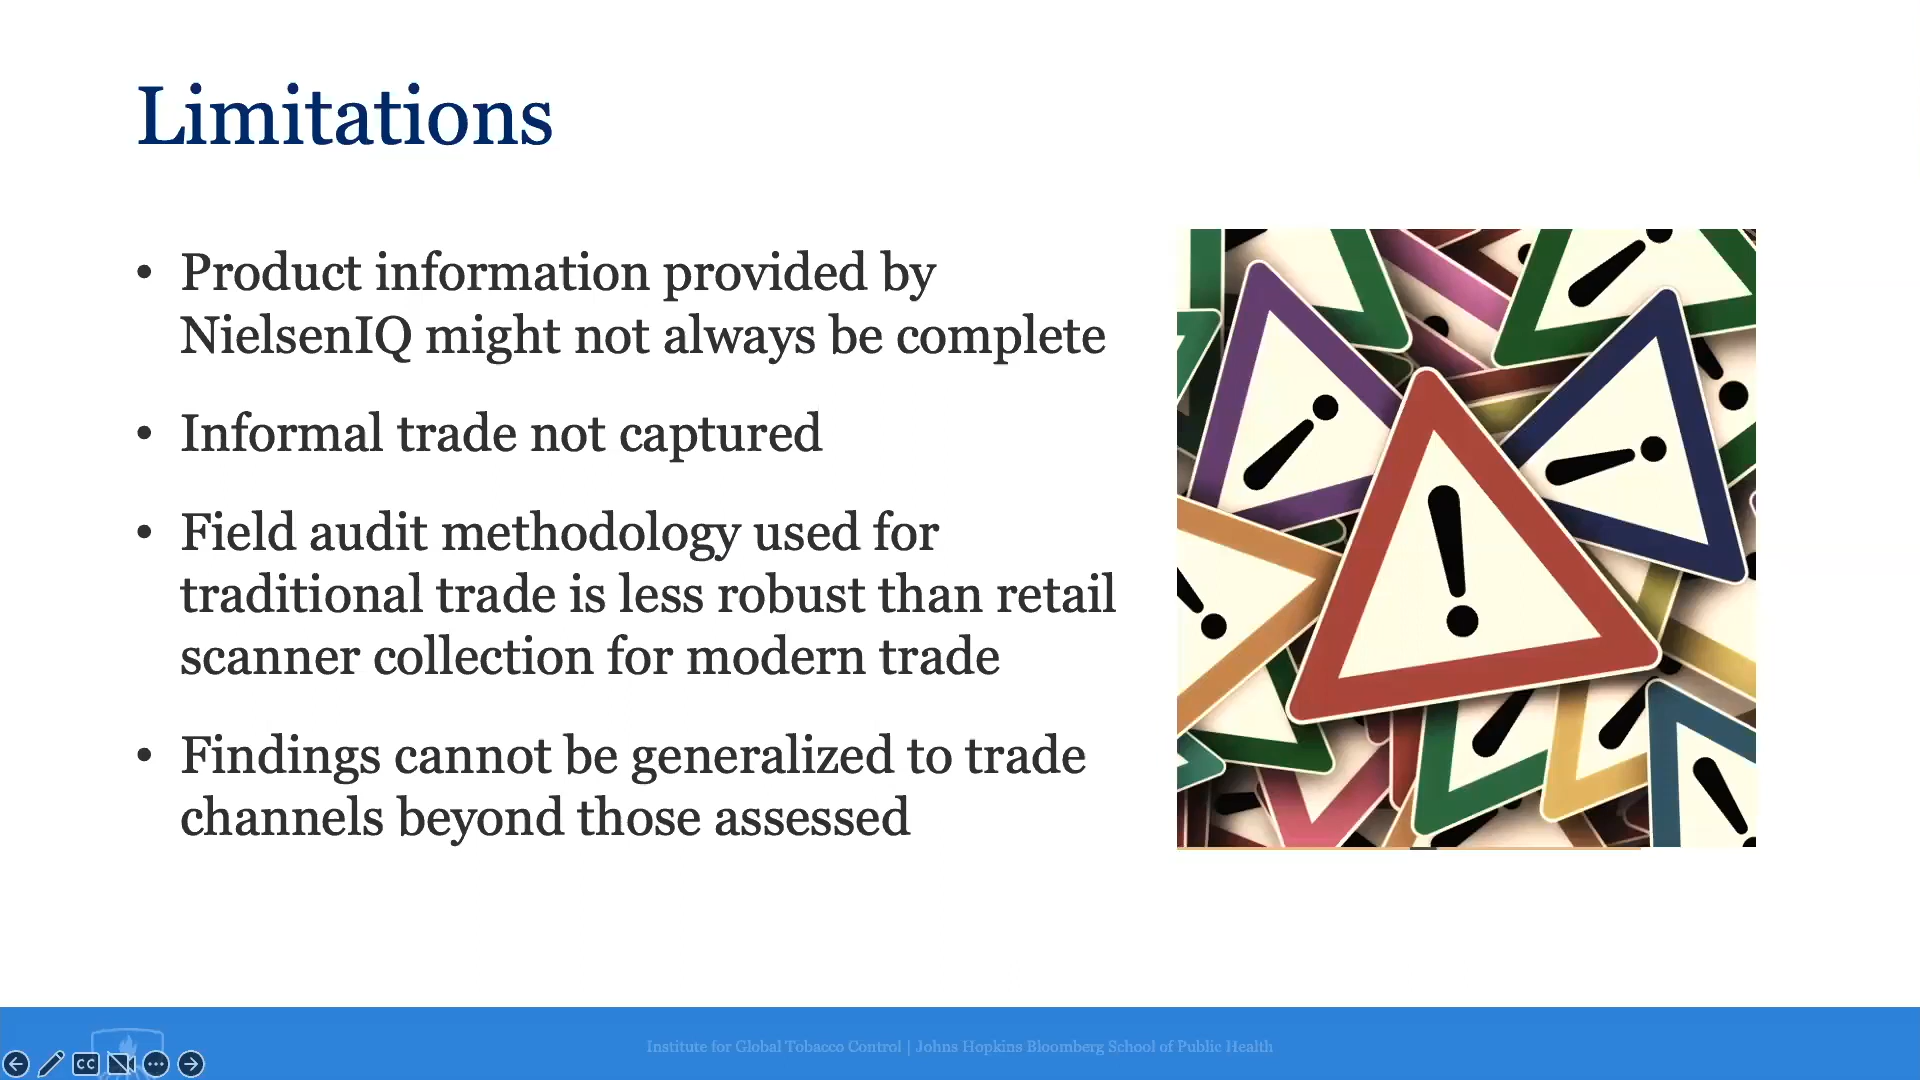 Limitations
• Product information provided by
NielsenIQ might not always be complete
• Informal trade not captured
• Field audit methodology used for
traditional trade is less robust than retail
scanner collection for modern trade
• Findings cannot be generalized to trade
channels beyond those assessed
Institute for Global Tobacco Control | Johns Hopkins Bloomberg School of Public Health
CC